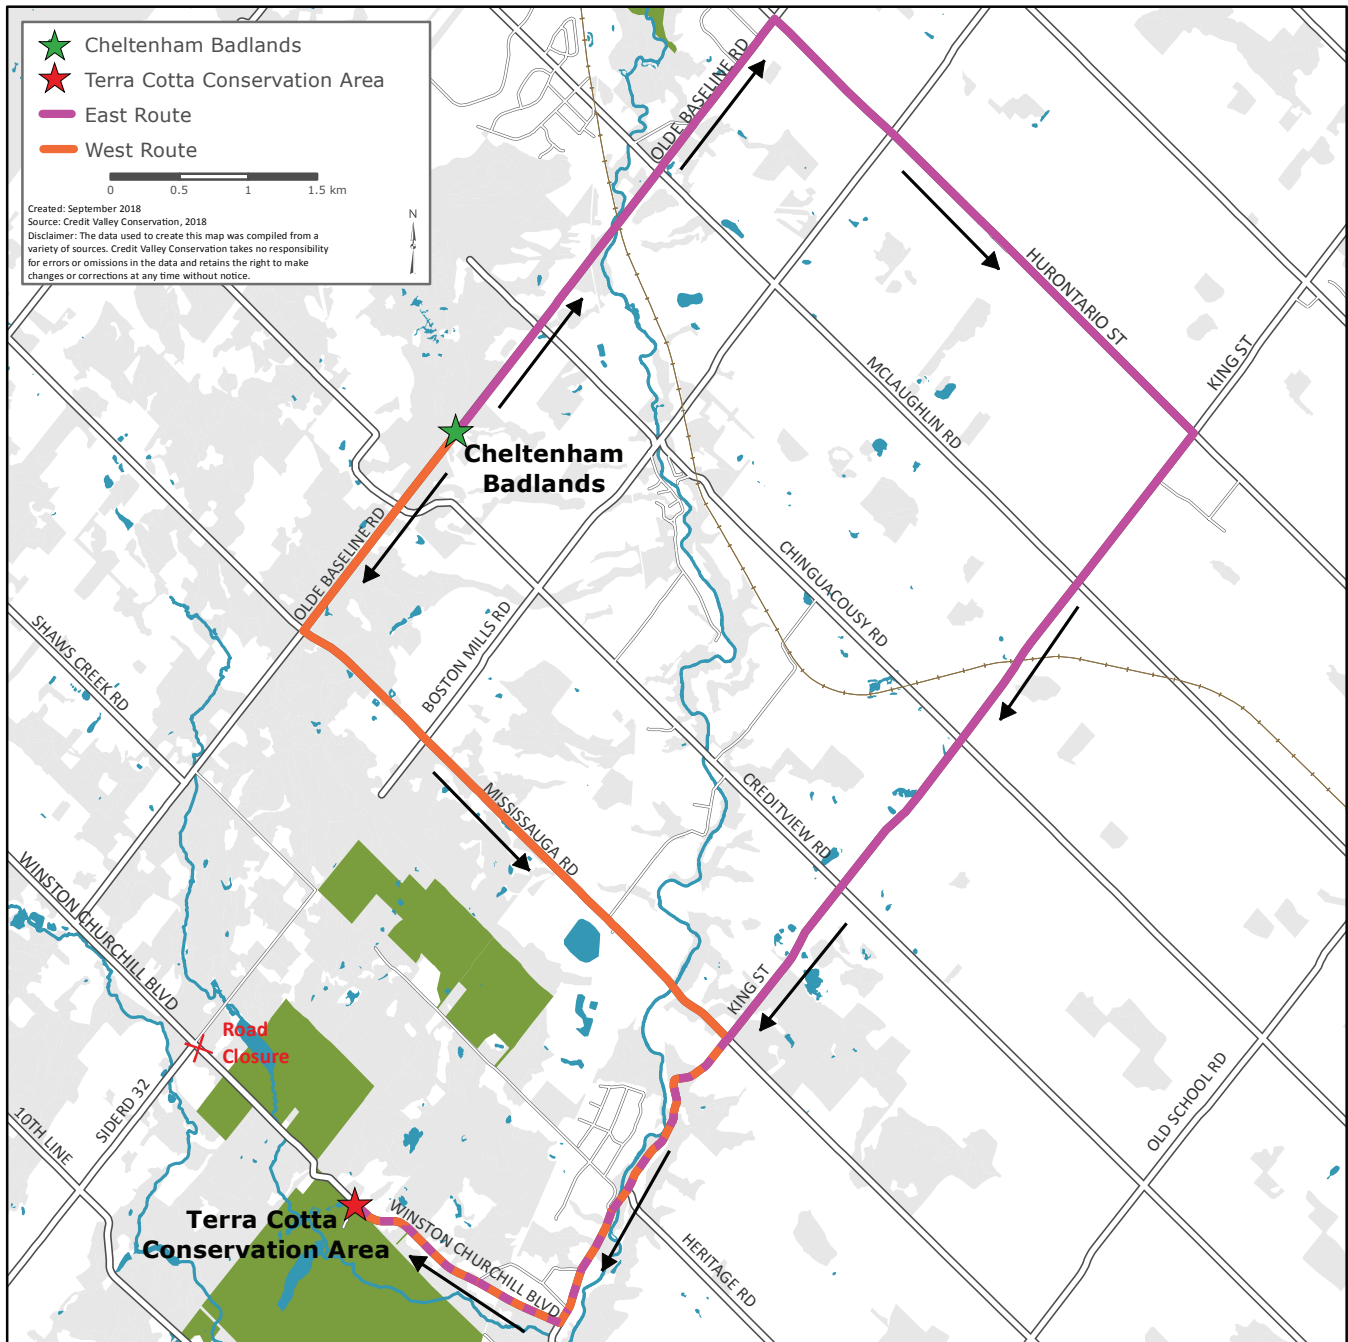 Cheltenham Badlands
Terra Cotta Conservation Area
East Route
West Route
0 0.5 1 1.5 km
Created: September 2018
Source: Credit Valley Conservation, 2018
Disclaimer: The data used to create this map was compiled from a
variety of sources. Credit Valley Conservation takes no responsibility
for errors or omissions in the data and retains the right to make
changes or corrections at any time without notice.
N
OLDE BASELINE RD
HURONTARIO ST
KING ST
MCLAUGHLIN RD
Cheltenham
Badlands
OLDE BASELINE RD
CHINGUACOUSY RD
BOSTON MILLS RD
SHAWS CREEK RD
MISSISSAUGA RD
CREDITVIEW RD
WINSTON CHURCHILL BLVD
KING ST
Road
Closure
SIDERD 32
10TH LINE
OLD SCHOOL RD
Terra Cotta
Conservation Area
WINSTON CHURCHILL BLVD
HERITAGE RD